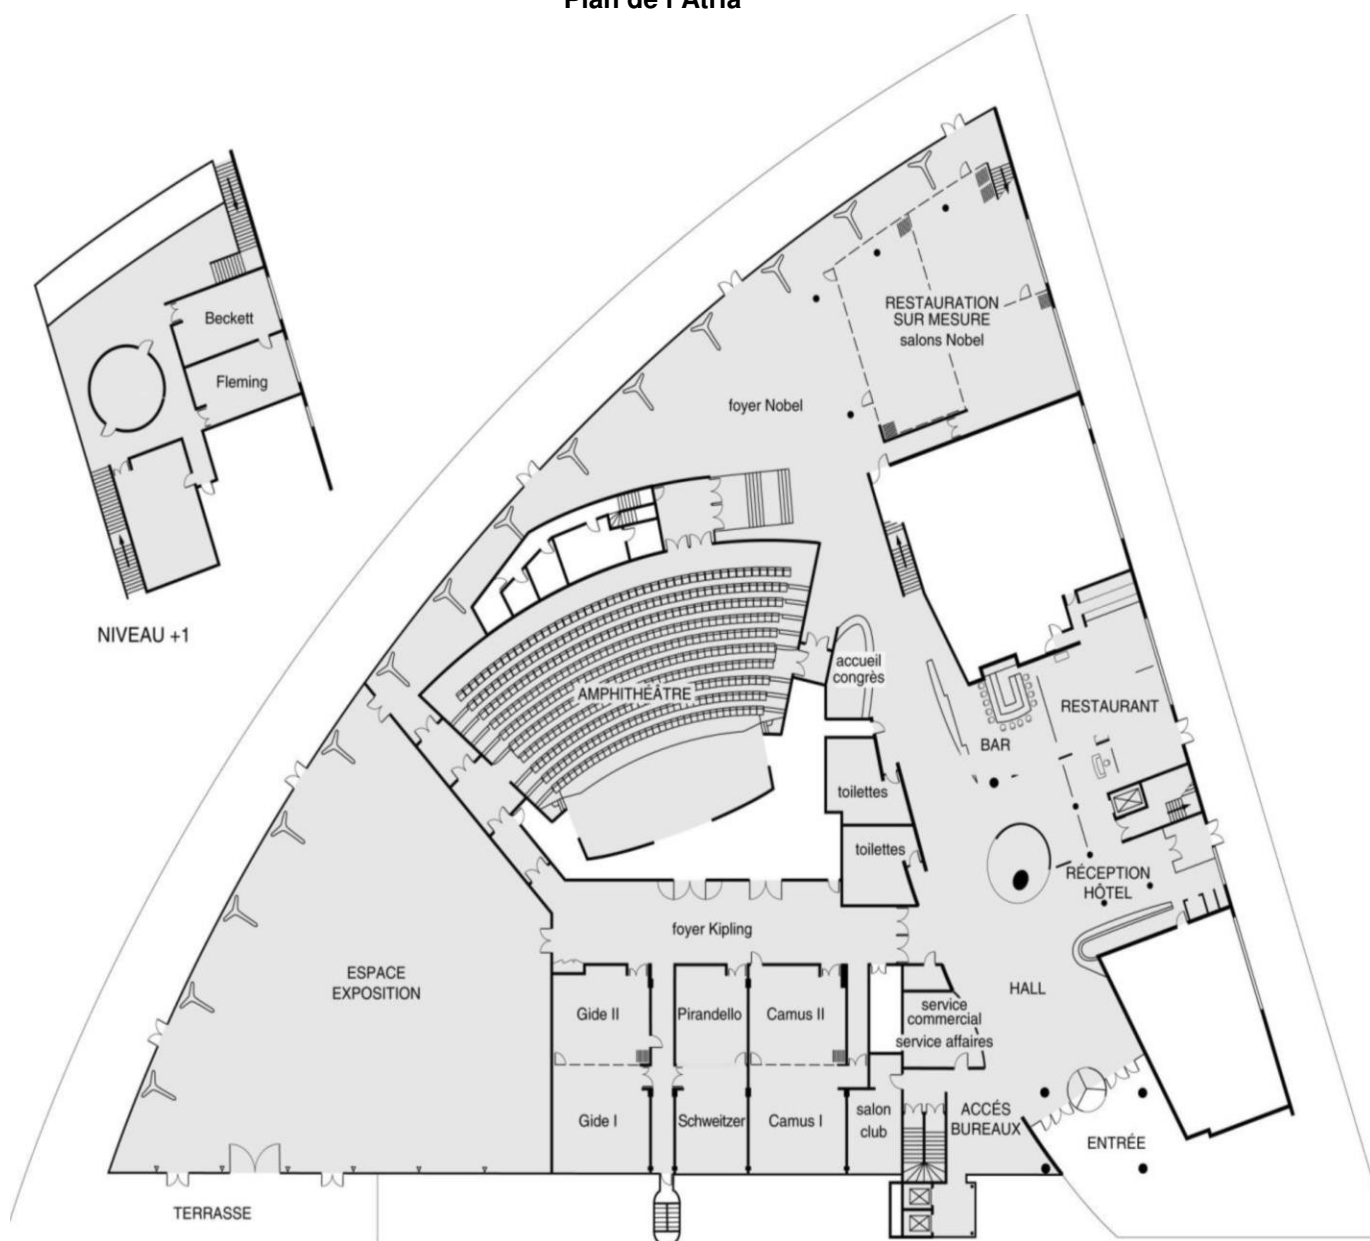 Plan de l'Atria
Beckett
Fleming
NIVEAU +1
RESTAURATION
SUR MESURE
salons Nobel
foyer Nobel
accueil
congrès
AMPHITHÉÂTRE
RESTAURANT
BAR
toilettes
toilettes
RÉCEPTION
HÔTEL
foyer Kipling
ESPACE
EXPOSITION
HALL
Gide II
Pirandello
Camus II
service
commercial
service affaires
Gide I
Schweitzer
Camus I
salon
club
ACCÉS
BUREAUX
ENTRÉE
TERRASSE